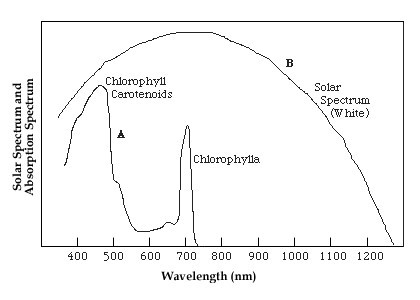 Solar Spectrum and
Absorption Spectrum
Chlorophyll
Carotenoids
A
B
Solar
Spectrum
(White)
Chlorophylla
400 500 600 700 800 900 1000 1100 1200
Wavelength (nm)